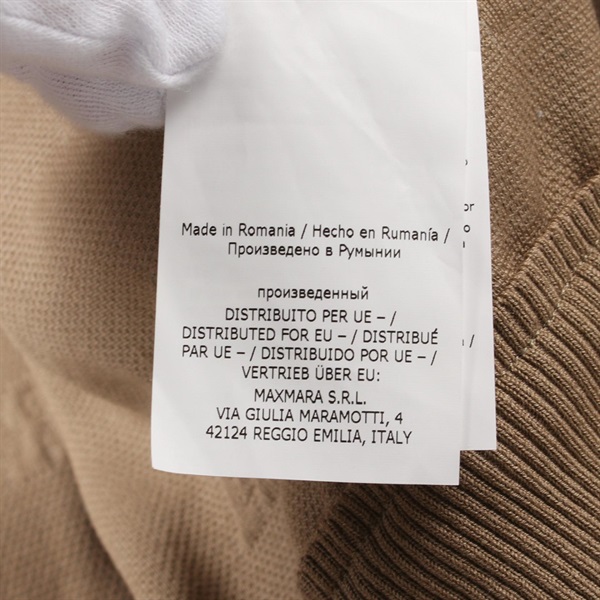 Made in Romania / Hecho en Rumanía /
Произведено в Румынии
произведенный
DISTRIBUITO PER UE – /
DISTRIBUTED FOR EU – / DISTRIBUÉ
PAR UE – / DISTRIBUIDO POR UE – /
VERTRIEB ÜBER EU:
MAXMARA S.R.L.
VIA GIULIA MARAMOTTI, 4
42124 REGGIO EMILIA, ITALY